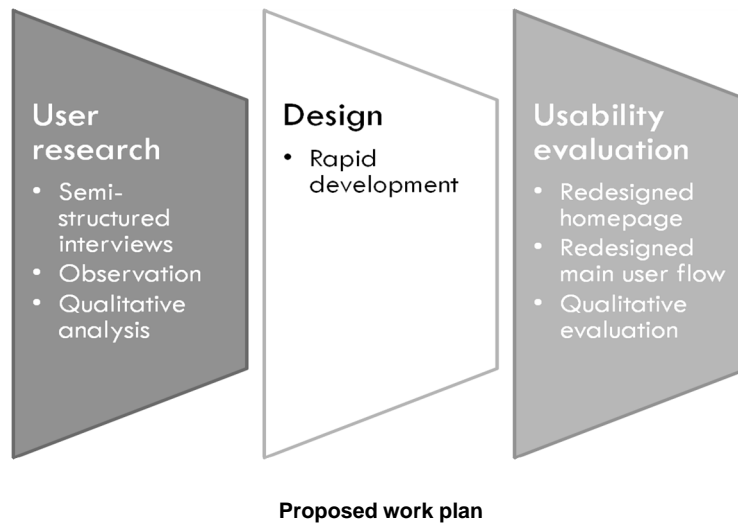 User
research
• Semi-
structured
interviews
• Observation
• Qualitative
analysis
Design
• Rapid
development
Usability
evaluation
• Redesigned
homepage
• Redesigned
main user flow
• Qualitative
evaluation
Proposed work plan